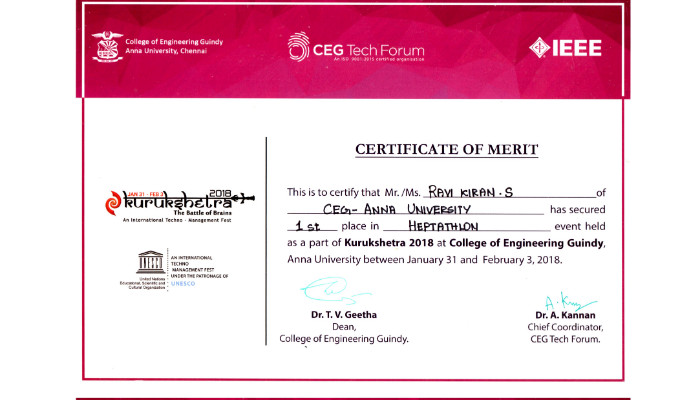 College of Engineering Guindy
Anna University, Chennai
CEG Tech Forum
An ISO 9001:2015 certified organisation
IEEE
CERTIFICATE OF MERIT
JAN 31 - FEB 3
2018
kurukshetra
The Battle of Brains
An International Techno - Management Fest
United Nations
Educational, Scientific and
Cultural Organization
AN INTERNATIONAL
TECHNO
MANAGEMENT FEST
UNDER THE PATRONAGE OF
UNESCO
This is to certify that Mr./Ms. RAVI KIRAN.S of
CEG-ANNA UNIVERSITY has secured
1st place in HEPTATHLON event held
as a part of Kurukshetra 2018 at College of Engineering Guindy,
Anna University between January 31 and February 3, 2018.
Dr. T. V. Geetha
Dean,
College of Engineering Guindy.
A. Kannan
Dr. A. Kannan
Chief Coordinator,
CEG Tech Forum.